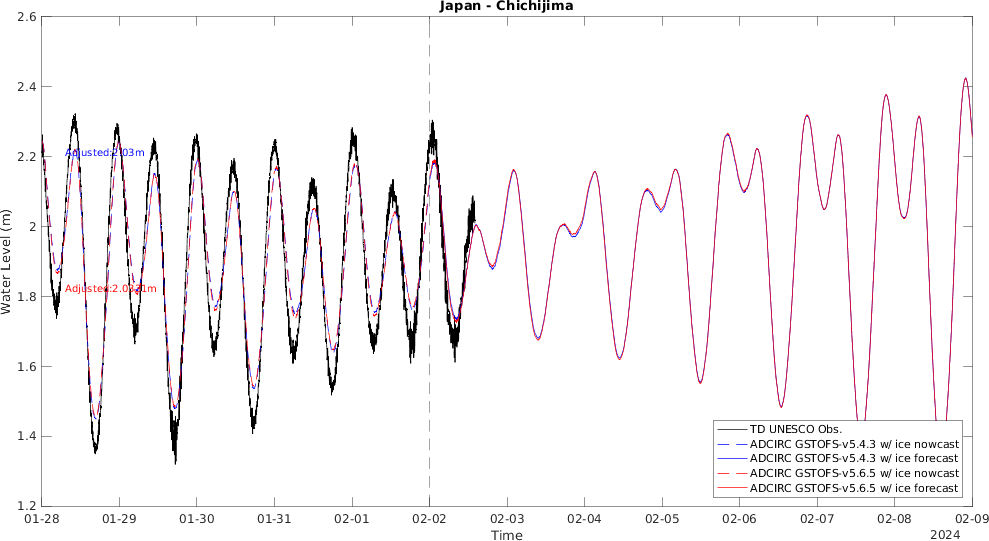 Japan - Chichijima
2.6
2.4
2.2
2
1.8
1.6
1.4
1.2
Water Level (m)
Adjusted:2.03m
Adjusted:2.0131m
TD UNESCO Obs.
ADCIRC GSTOFS-v5.4.3 w/ ice nowcast
ADCIRC GSTOFS-v5.4.3 w/ ice forecast
ADCIRC GSTOFS-v5.6.5 w/ ice nowcast
ADCIRC GSTOFS-v5.6.5 w/ ice forecast
01-28 01-29 01-30 01-31 02-01 02-02 02-03 02-04 02-05 02-06 02-07 02-08 02-09
Time
2024